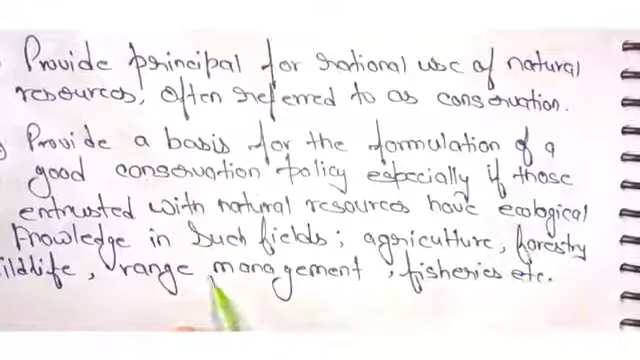 Provide principal for rational use of natural
resources, often referred to as conservation.
Provide a basis for the formulation of a
good conservation policy especially if those
entrusted with natural resources have ecological
knowledge in such fields; agriculture, forestry
ildlife, range management, fisheries etc.